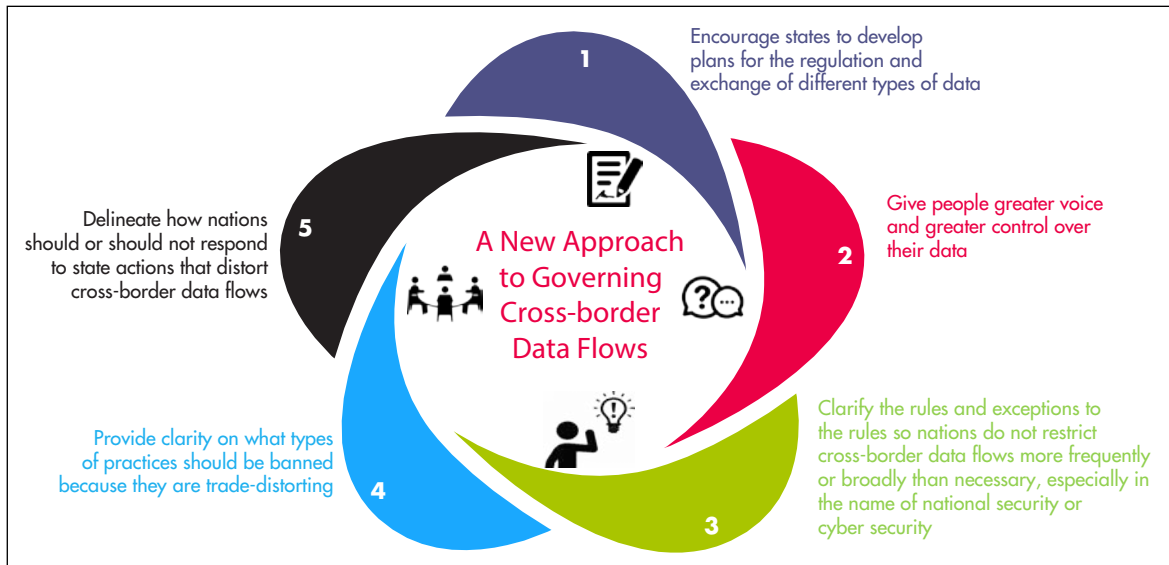 1
Encourage states to develop
plans for the regulation and
exchange of different types of data
2
Give people greater voice
and greater control over
their data
3
Clarify the rules and exceptions to
the rules so nations do not restrict
cross-border data flows more frequently
or broadly than necessary, especially in
the name of national security or
cyber security
4
Provide clarity on what types
of practices should be banned
because they are trade-distorting
5
Delineate how nations
should or should not respond
to state actions that distort
cross-border data flows
A New Approach
to Governing
Cross-border
Data Flows